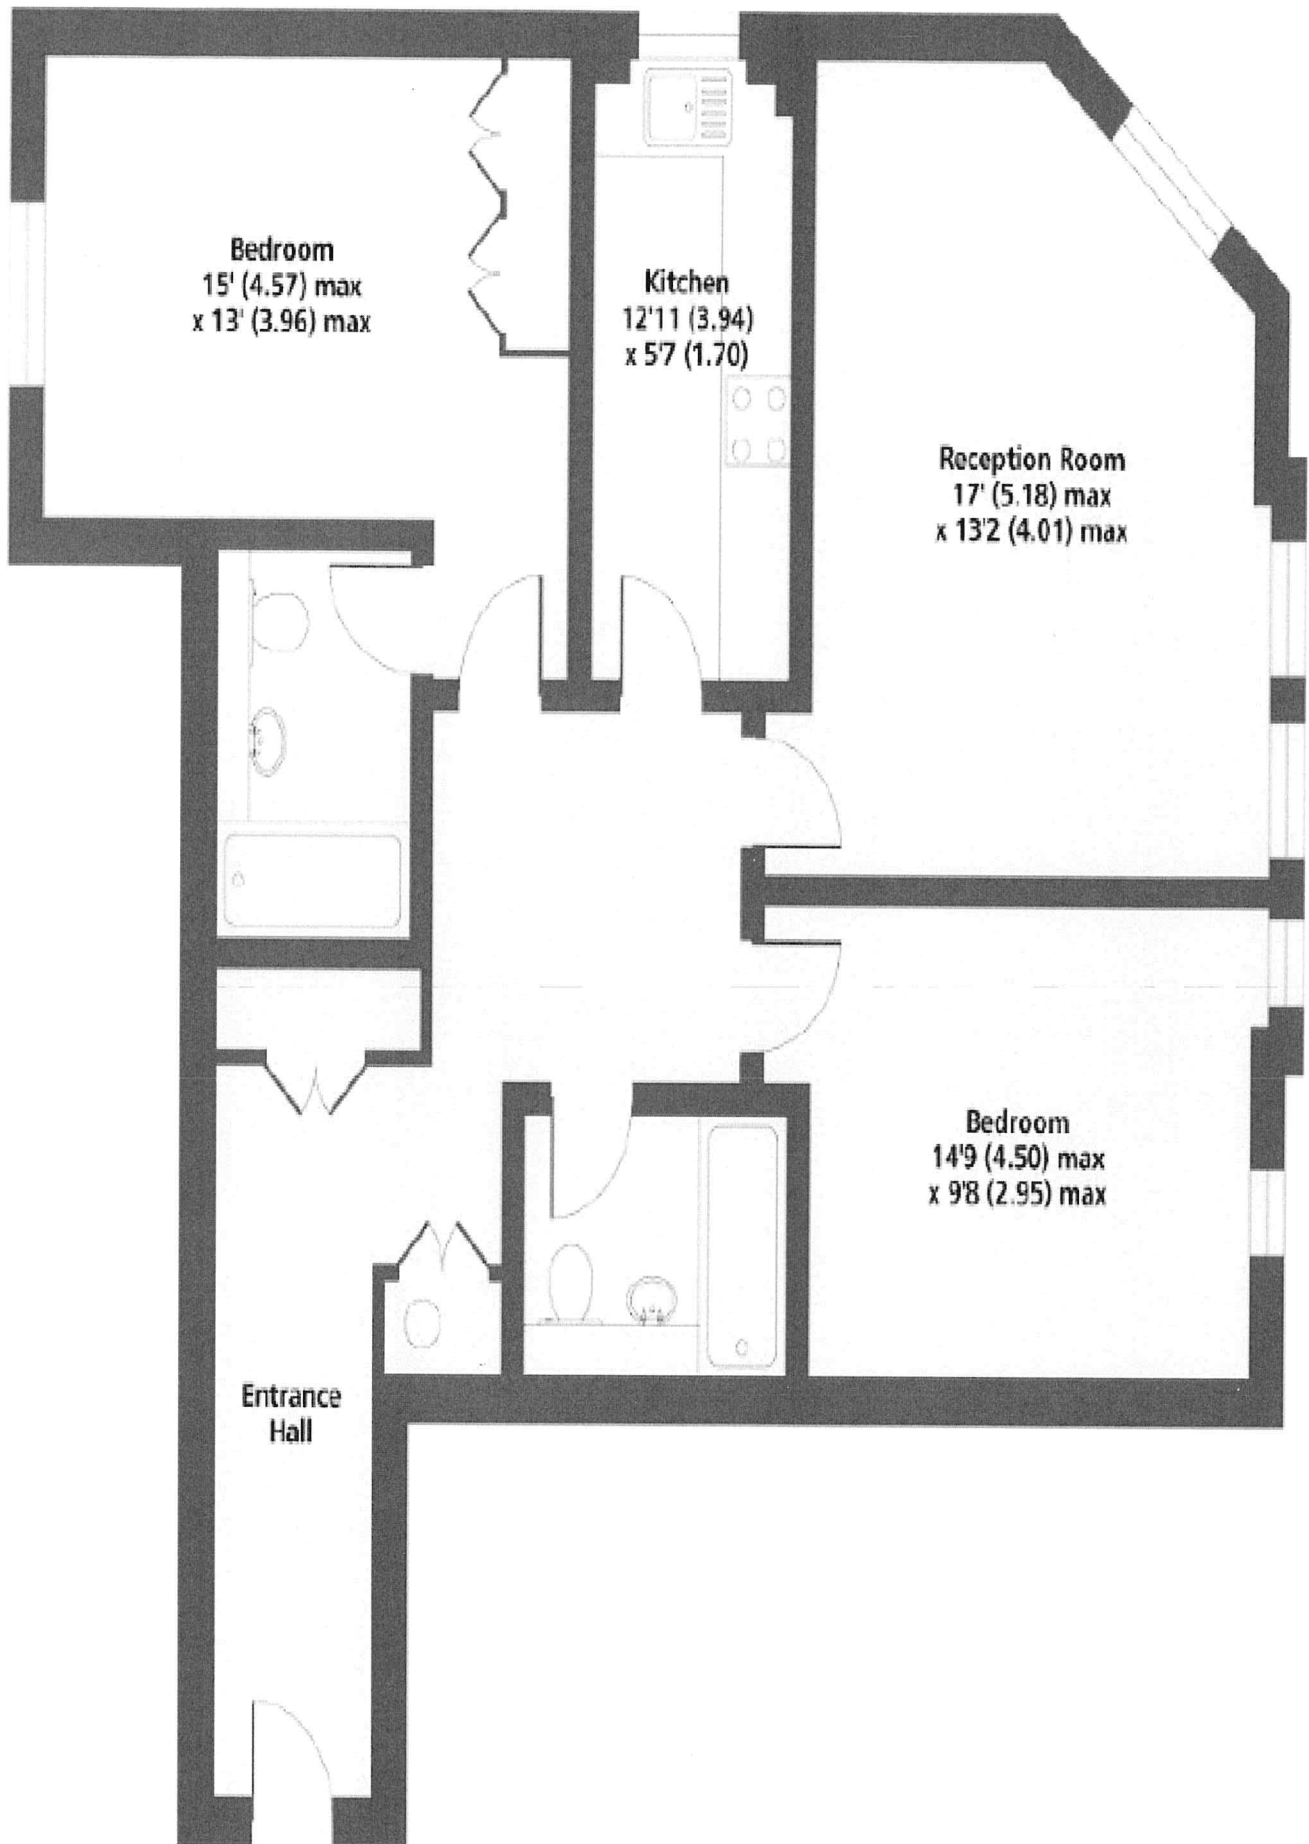 Bedroom
15' (4.57) max
x 13' (3.96) max
Kitchen
12'11 (3.94)
x 5'7 (1.70)
Reception Room
17' (5.18) max
x 13'2 (4.01) max
Bedroom
14'9 (4.50) max
x 9'8 (2.95) max
Entrance
Hall